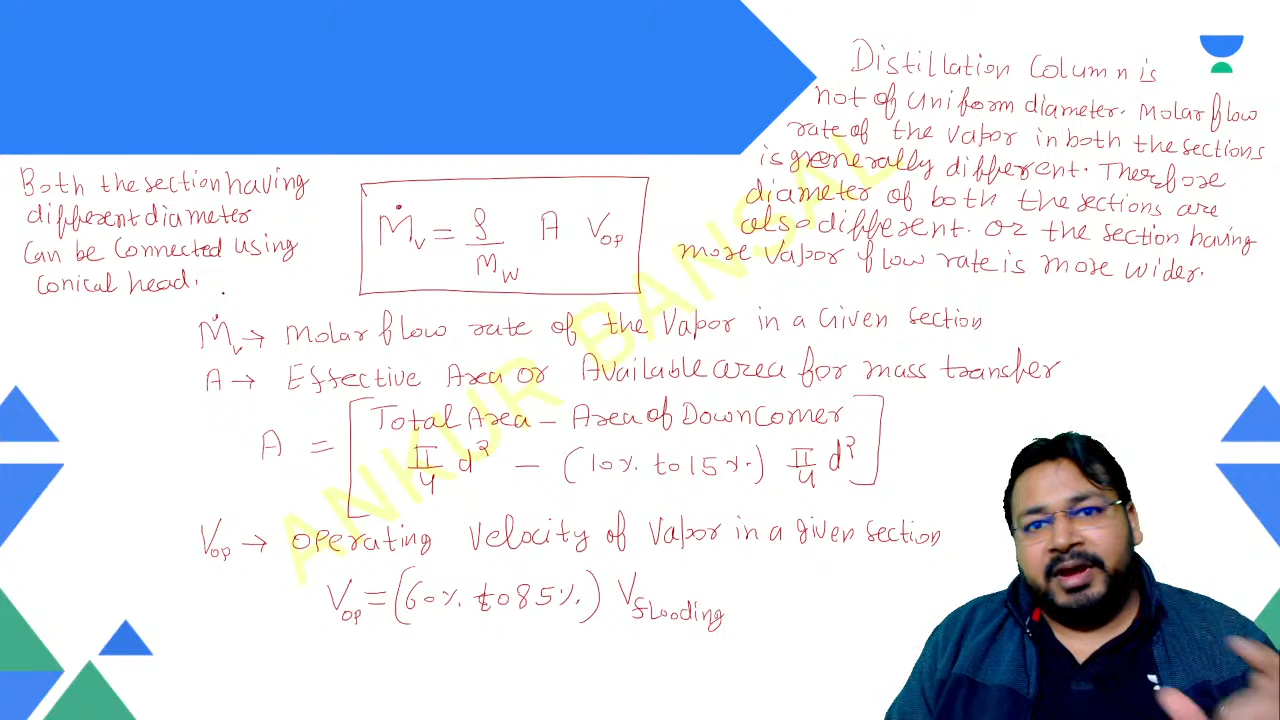 Distillation Column is
not of uniform diameter. Molar flow
rate of the vapor in both the sections
is generally different. Therefore
diameter of both the sections are
also different. or the section having
more vapor flow rate is more wider.
Both the section having
different diameter
can be connected using
conical head.
Ṁv = ρ/Mw A Vop
Ṁv → Molar flow rate of the vapor in a Given section
A → Effective Area or Available area for mass transfer
A = [Total Area - Area of DownComer
π/4 d² - (10% to 15%) π/4 d²]
Vop → operating velocity of vapor in a given section
Vop = (60% to 85%) Vflooding
ANKUR BANSAL